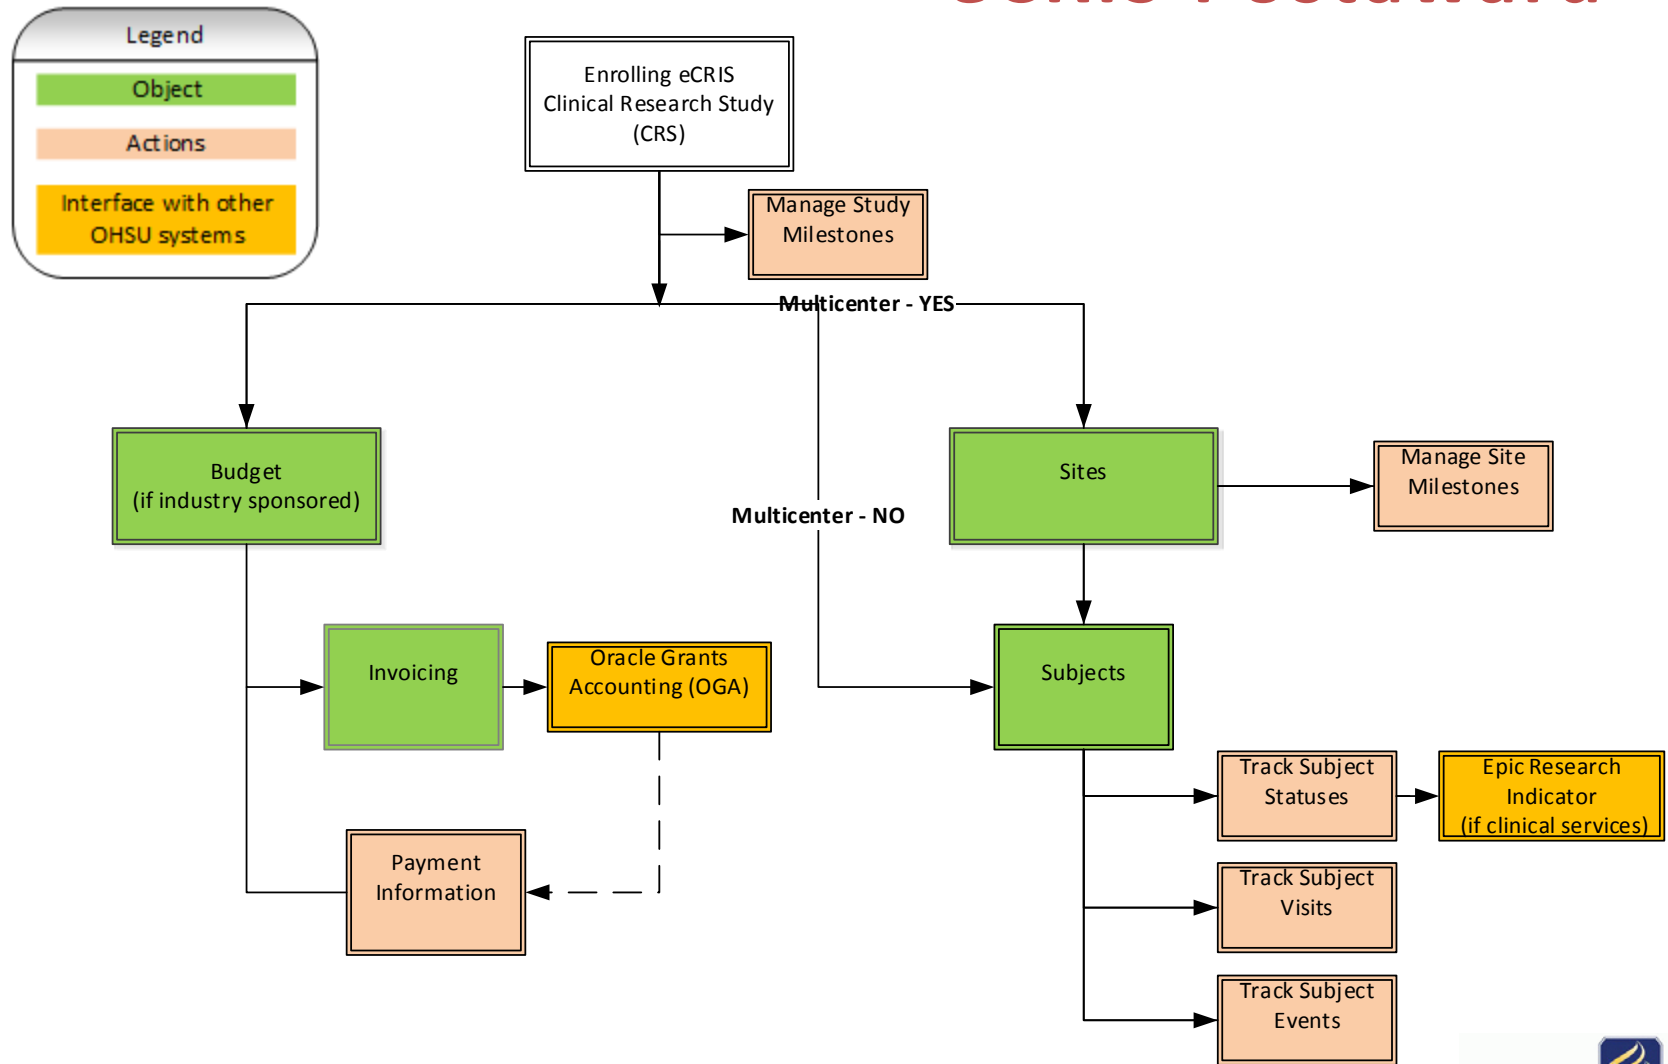 Legend
Object
Actions
Interface with other
OHSU systems
Enrolling eCRIS
Clinical Research Study
(CRS)
Manage Study
Milestones
Multicenter - YES
Budget
(if industry sponsored)
Sites
Manage Site
Milestones
Multicenter - NO
Invoicing
Oracle Grants
Accounting (OGA)
Subjects
Track Subject
Statuses
Epic Research
Indicator
(if clinical services)
Payment
Information
Track Subject
Visits
Track Subject
Events